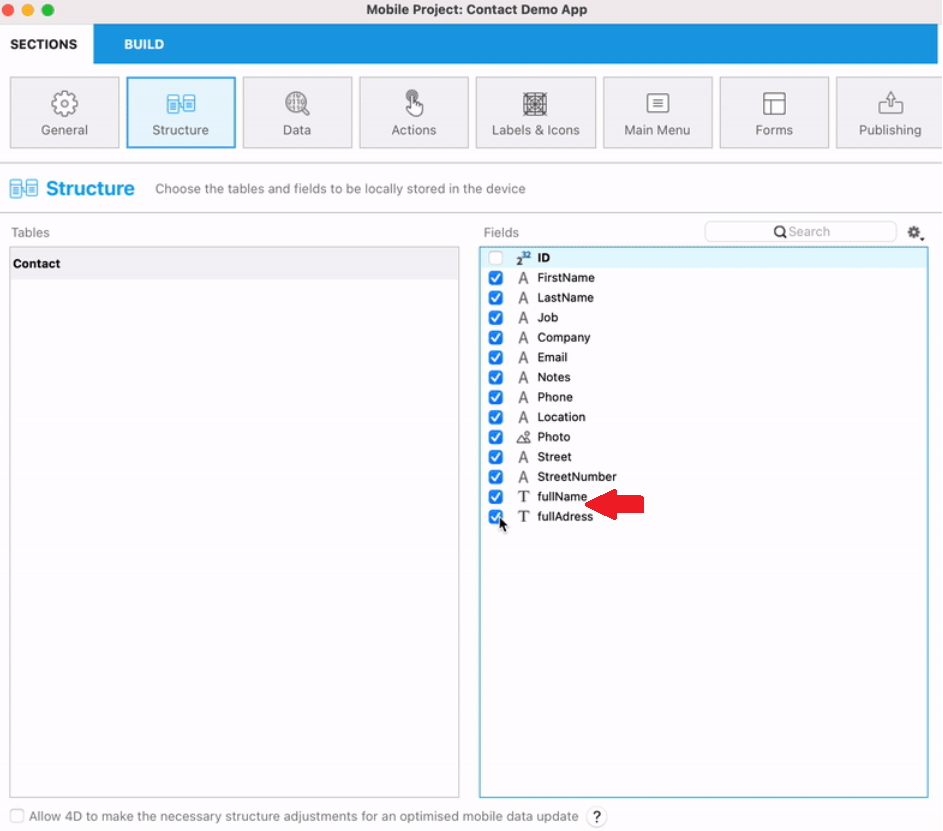 Mobile Project: Contact Demo App
SECTIONS BUILD
General Structure Data Actions Labels & Icons Main Menu Forms Publishing
Structure Choose the tables and fields to be locally stored in the device
Tables Fields Search
Contact
2³² ID
A FirstName
A LastName
A Job
A Company
A Email
A Notes
A Phone
A Location
Photo
A Street
A StreetNumber
T fullName
T fullAdress
Allow 4D to make the necessary structure adjustments for an optimised mobile data update ?